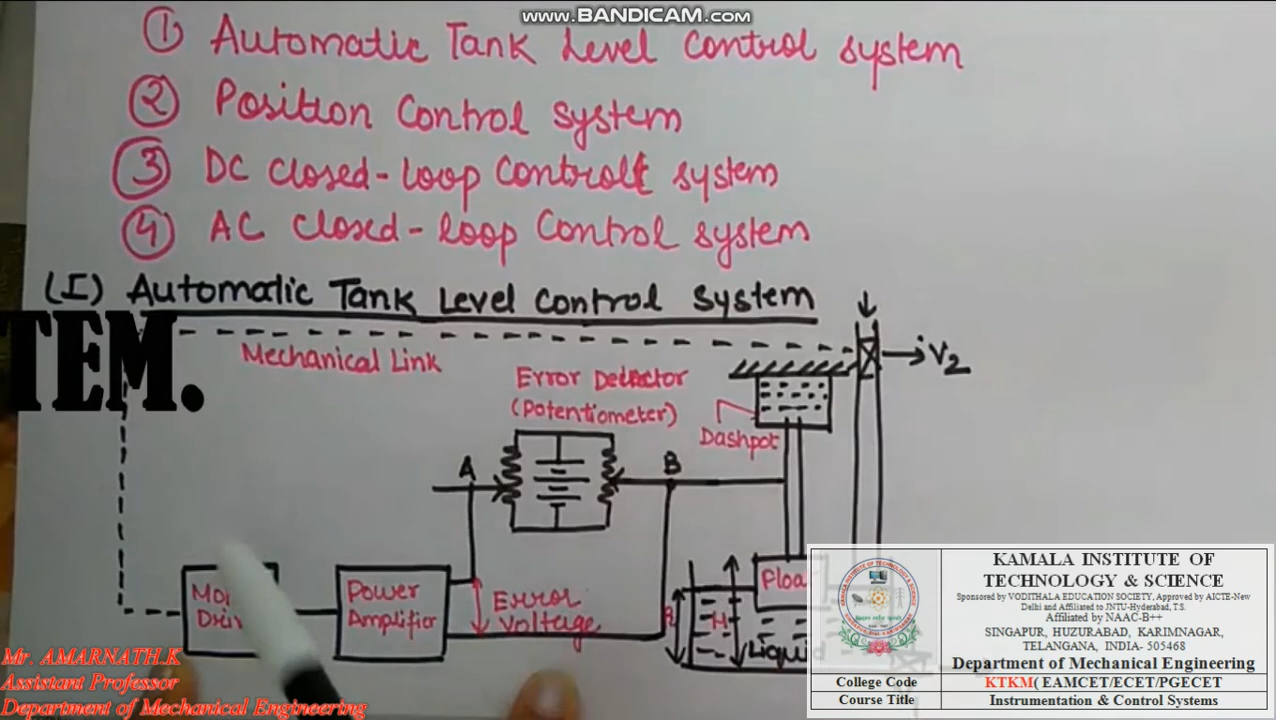 www.BANDICAM.com
① Automatic Tank Level Control system
② Position Control system
③ DC closed-loop Control system
④ AC closed-loop Control system
(I) Automatic Tank Level Control System
TEM.
Mechanical Link
V2
Error Detector
(Potentiometer)
Dashpot
A
B
Power
Amplifier
Error
Voltage
H
Liquid
Mr. AMARNATH.K
Assistant Professor
Department of Mechanical Engineering
KAMALA INSTITUTE OF
TECHNOLOGY & SCIENCE
Sponsored by VODITHALA EDUCATION SOCIETY, Approved by AICTE-New
Delhi and Affiliated to JNTU-Hyderabad, T.S.
Affiliated by NAAC-B++
SINGAPUR, HUZURABAD, KARIMNAGAR,
TELANGANA, INDIA- 505468
Department of Mechanical Engineering
College Code KTKM( EAMCET/ECET/PGECET
Course Title Instrumentation & Control Systems